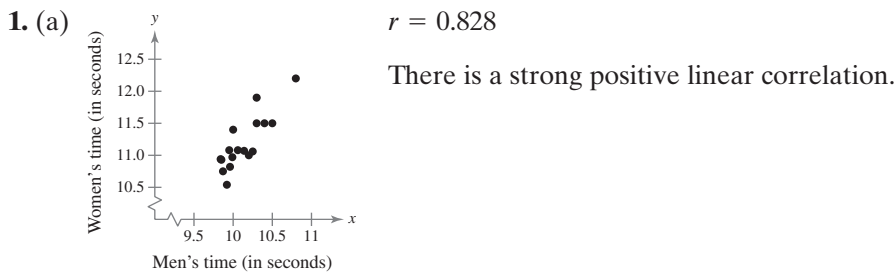 1. (a)
y
r = 0.828
There is a strong positive linear correlation.
Women's time (in seconds)
12.5
12.0
11.5
11.0
10.5
x
9.5 10 10.5 11
Men's time (in seconds)